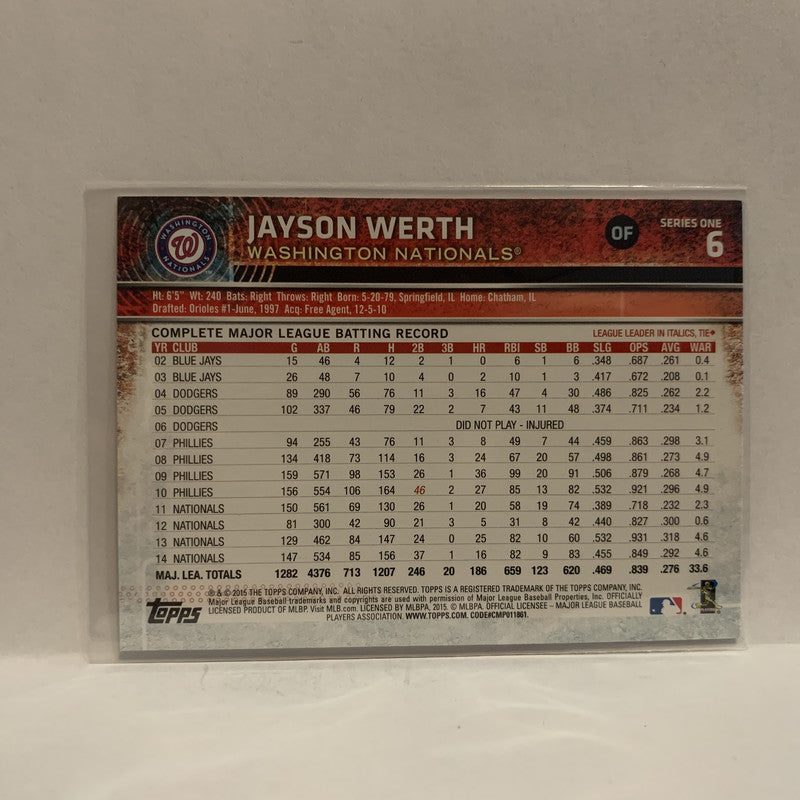 WASHINGTON
W
NATIONALS
JAYSON WERTH
WASHINGTON NATIONALS®
OF
SERIES ONE
6
Ht: 6'5" Wt: 240 Bats: Right Throws: Right Born: 5-20-79, Springfield, IL Home: Chatham, IL
Drafted: Orioles #1-June, 1997 Acq: Free Agent, 12-5-10
COMPLETE MAJOR LEAGUE BATTING RECORD LEAGUE LEADER IN ITALICS, TIE♦
YR CLUB G AB R H 2B 3B HR RBI SB BB SLG OPS AVG WAR
02 BLUE JAYS 15 46 4 12 2 1 0 6 1 6 .348 .687 .261 0.4
03 BLUE JAYS 26 48 7 10 4 0 2 10 1 3 .417 .672 .208 0.1
04 DODGERS 89 290 56 76 11 3 16 47 4 30 .486 .825 .262 2.2
05 DODGERS 102 337 46 79 22 2 7 43 11 48 .374 .711 .234 1.2
06 DODGERS DID NOT PLAY - INJURED
07 PHILLIES 94 255 43 76 11 3 8 49 7 44 .459 .863 .298 3.1
08 PHILLIES 134 418 73 114 16 3 24 67 20 57 .498 .861 .273 4.9
09 PHILLIES 159 571 98 153 26 1 36 99 20 91 .506 .879 .268 4.7
10 PHILLIES 156 554 106 164 46 2 27 85 13 82 .532 .921 .296 4.9
11 NATIONALS 150 561 69 130 26 1 20 58 19 74 .389 .718 .232 2.3
12 NATIONALS 81 300 42 90 21 3 5 31 8 42 .440 .827 .300 0.6
13 NATIONALS 129 462 84 147 24 0 25 82 10 60 .532 .931 .318 4.6
14 NATIONALS 147 534 85 156 37 1 16 82 9 83 .455 .849 .292 4.6
MAJ. LEA. TOTALS 1282 4376 713 1207 246 20 186 659 123 620 .469 .839 .276 33.6
topps
® & © 2015 THE TOPPS COMPANY, INC. ALL RIGHTS RESERVED. TOPPS IS A REGISTERED TRADEMARK OF THE TOPPS COMPANY, INC.
Major League Baseball trademarks and copyrights are used with permission of Major League Baseball Properties, Inc. OFFICIALLY
LICENSED PRODUCT OF MLBP. Visit MLB.com. LICENSED BY MLBPA, 2015. © MLBPA. OFFICIAL LICENSEE – MAJOR LEAGUE BASEBALL
PLAYERS ASSOCIATION. WWW.TOPPS.COM. CODE#CMP011861.